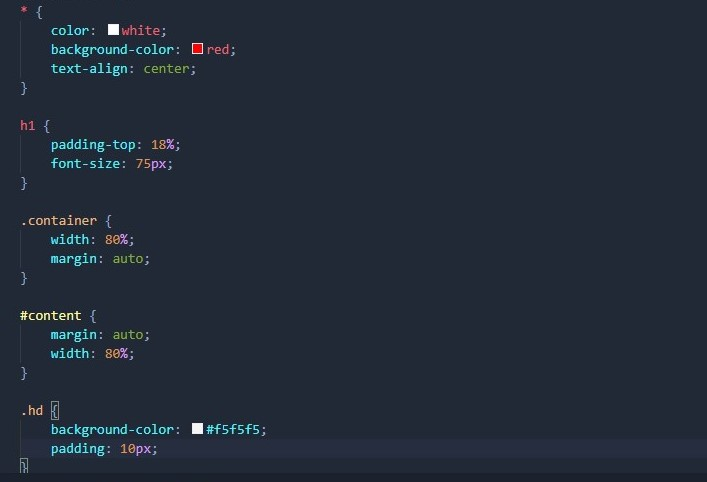 * {
color: white;
background-color: red;
text-align: center;
}
h1 {
padding-top: 18%;
font-size: 75px;
}
.container {
width: 80%;
margin: auto;
}
#content {
margin: auto;
width: 80%;
}
.hd {
background-color: #f5f5f5;
padding: 10px;
}